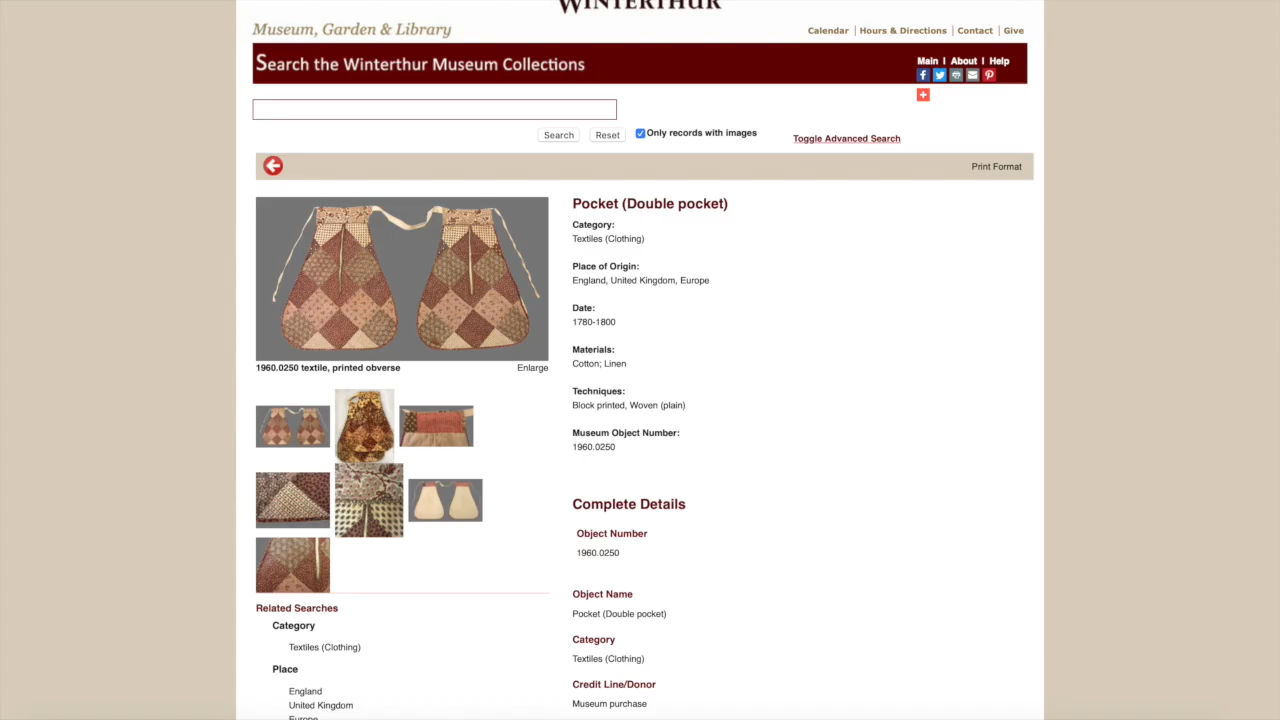 WINTERTHUR
Museum, Garden & Library
Calendar | Hours & Directions | Contact | Give
Search the Winterthur Museum Collections
Main | About | Help
Search
Reset
Only records with images
Toggle Advanced Search
Print Format
1960.0250 textile, printed obverse
Enlarge
Related Searches
Category
Textiles (Clothing)
Place
England
United Kingdom
Europe
Pocket (Double pocket)
Category:
Textiles (Clothing)
Place of Origin:
England, United Kingdom, Europe
Date:
1780-1800
Materials:
Cotton; Linen
Techniques:
Block printed, Woven (plain)
Museum Object Number:
1960.0250
Complete Details
Object Number
1960.0250
Object Name
Pocket (Double pocket)
Category
Textiles (Clothing)
Credit Line/Donor
Museum purchase